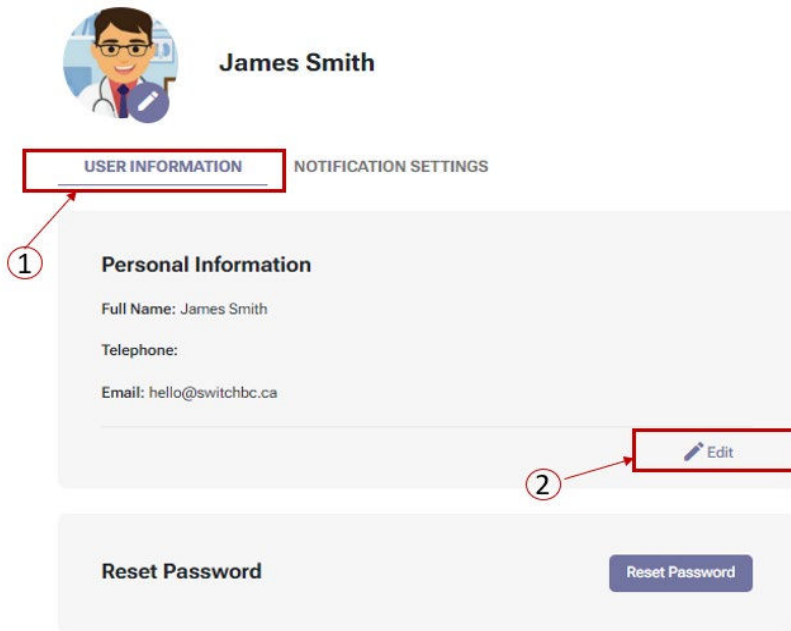 James Smith
USER INFORMATION NOTIFICATION SETTINGS
1
Personal Information
Full Name: James Smith
Telephone:
Email: hello@switchbc.ca
Edit
2
Reset Password Reset Password